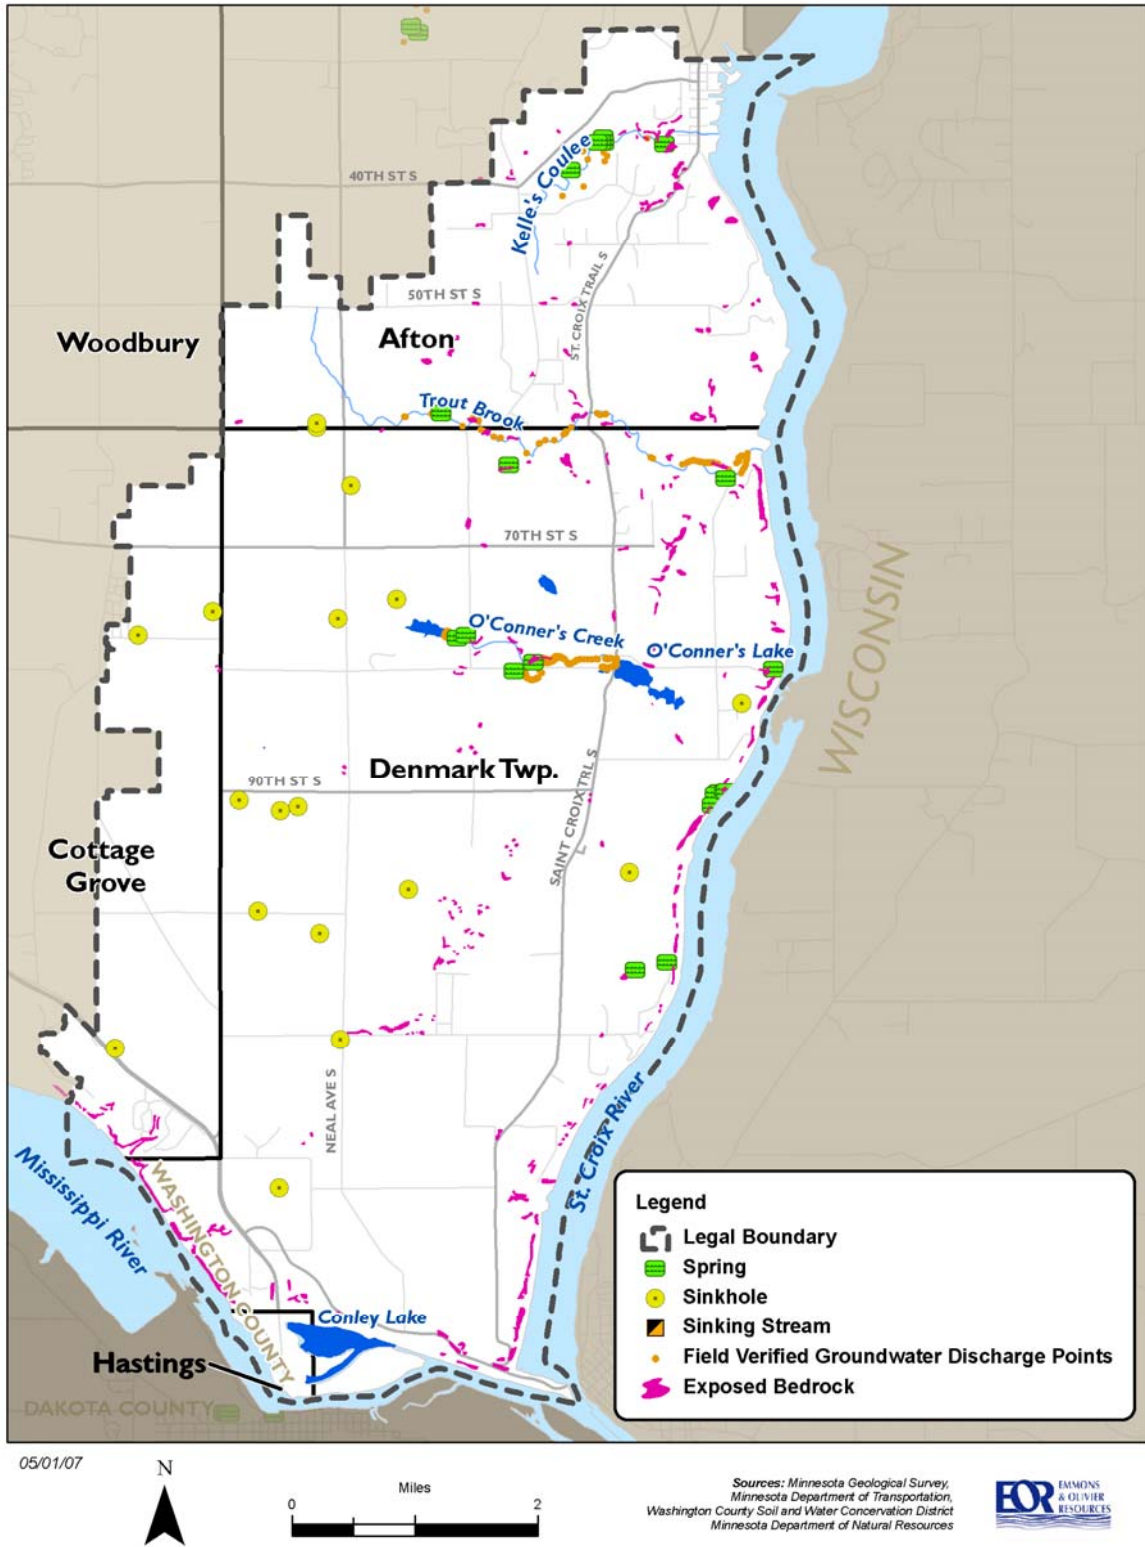 40TH ST S
Kelle's Coulee
50TH ST S
ST. CROIX TRAIL S
Woodbury
Afton
Trout Brook
70TH ST S
WISCONSIN
O'Conner's Creek
O'Conner's Lake
Denmark Twp.
90TH ST S
SAINT CROIX TRL S
Cottage
Grove
NEAL AVE S
St. Croix River
Mississippi River
WASHINGTON COUNTY
Conley Lake
Hastings
DAKOTA COUNTY
Legend
Legal Boundary
Spring
Sinkhole
Sinking Stream
Field Verified Groundwater Discharge Points
Exposed Bedrock
05/01/07
N
Miles
0 2
Sources: Minnesota Geological Survey,
Minnesota Department of Transportation,
Washington County Soil and Water Concervation District
Minnesota Department of Natural Resources
EOR
EMMONS
& OLIVIER
RESOURCES